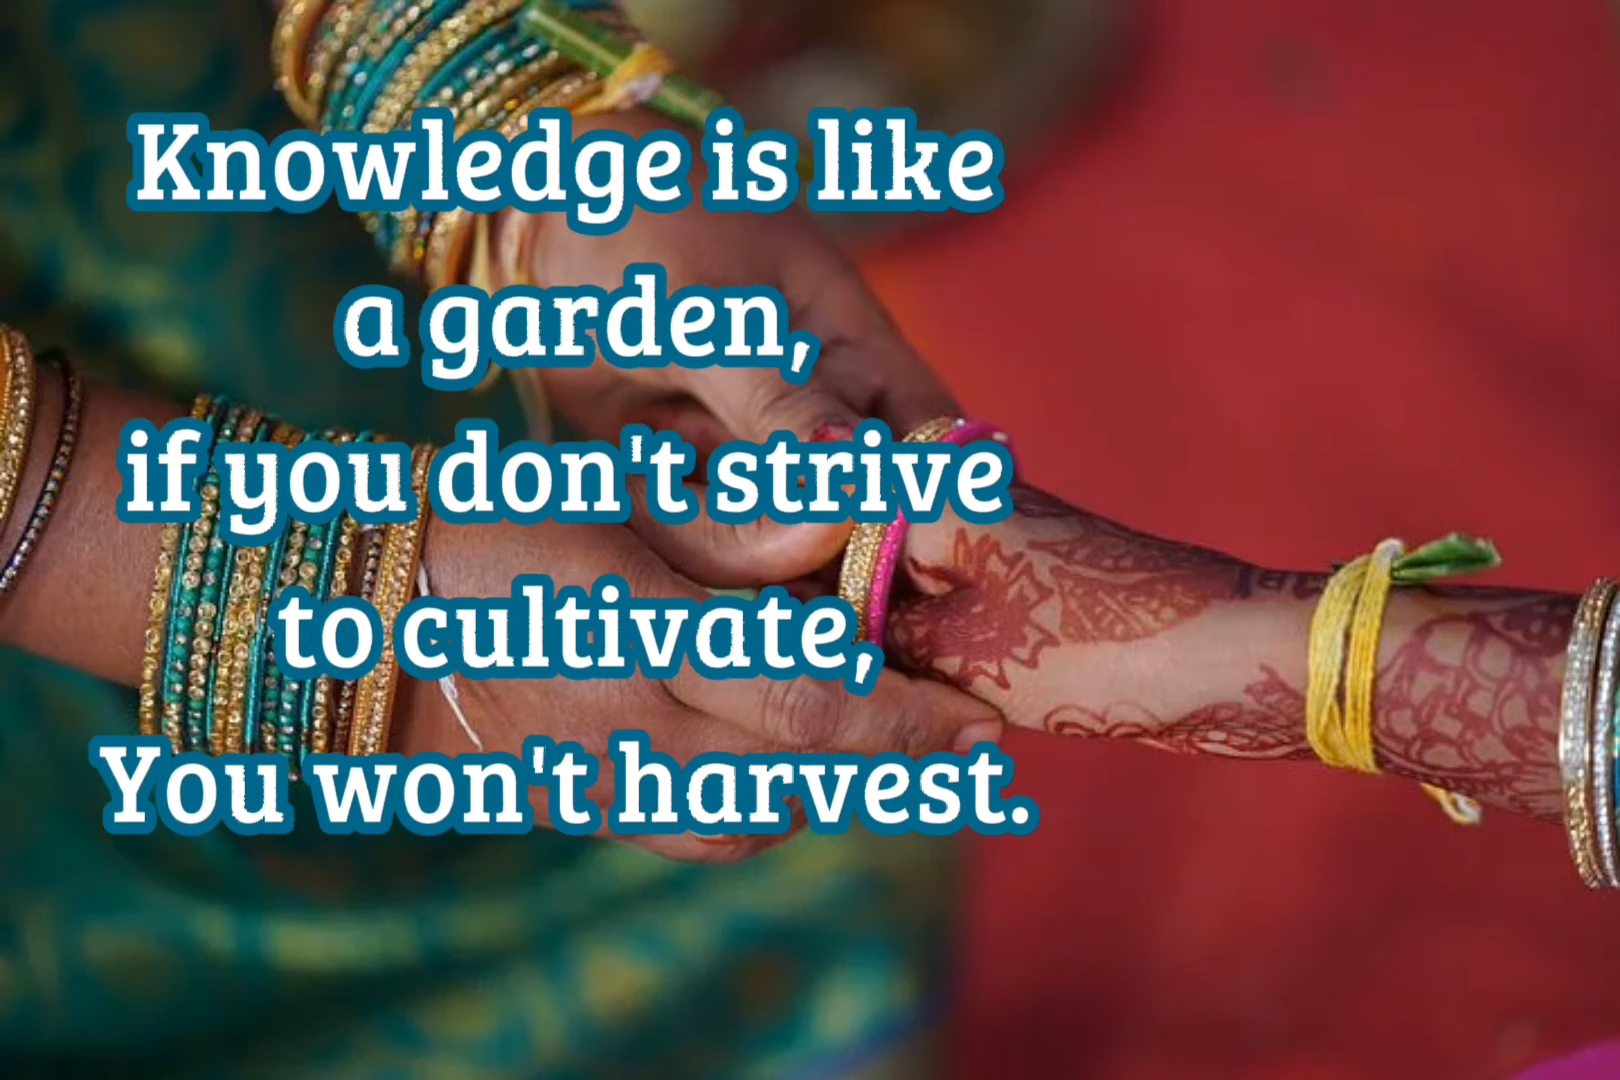 Knowledge is like
a garden,
if you don't strive
to cultivate,
You won't harvest.